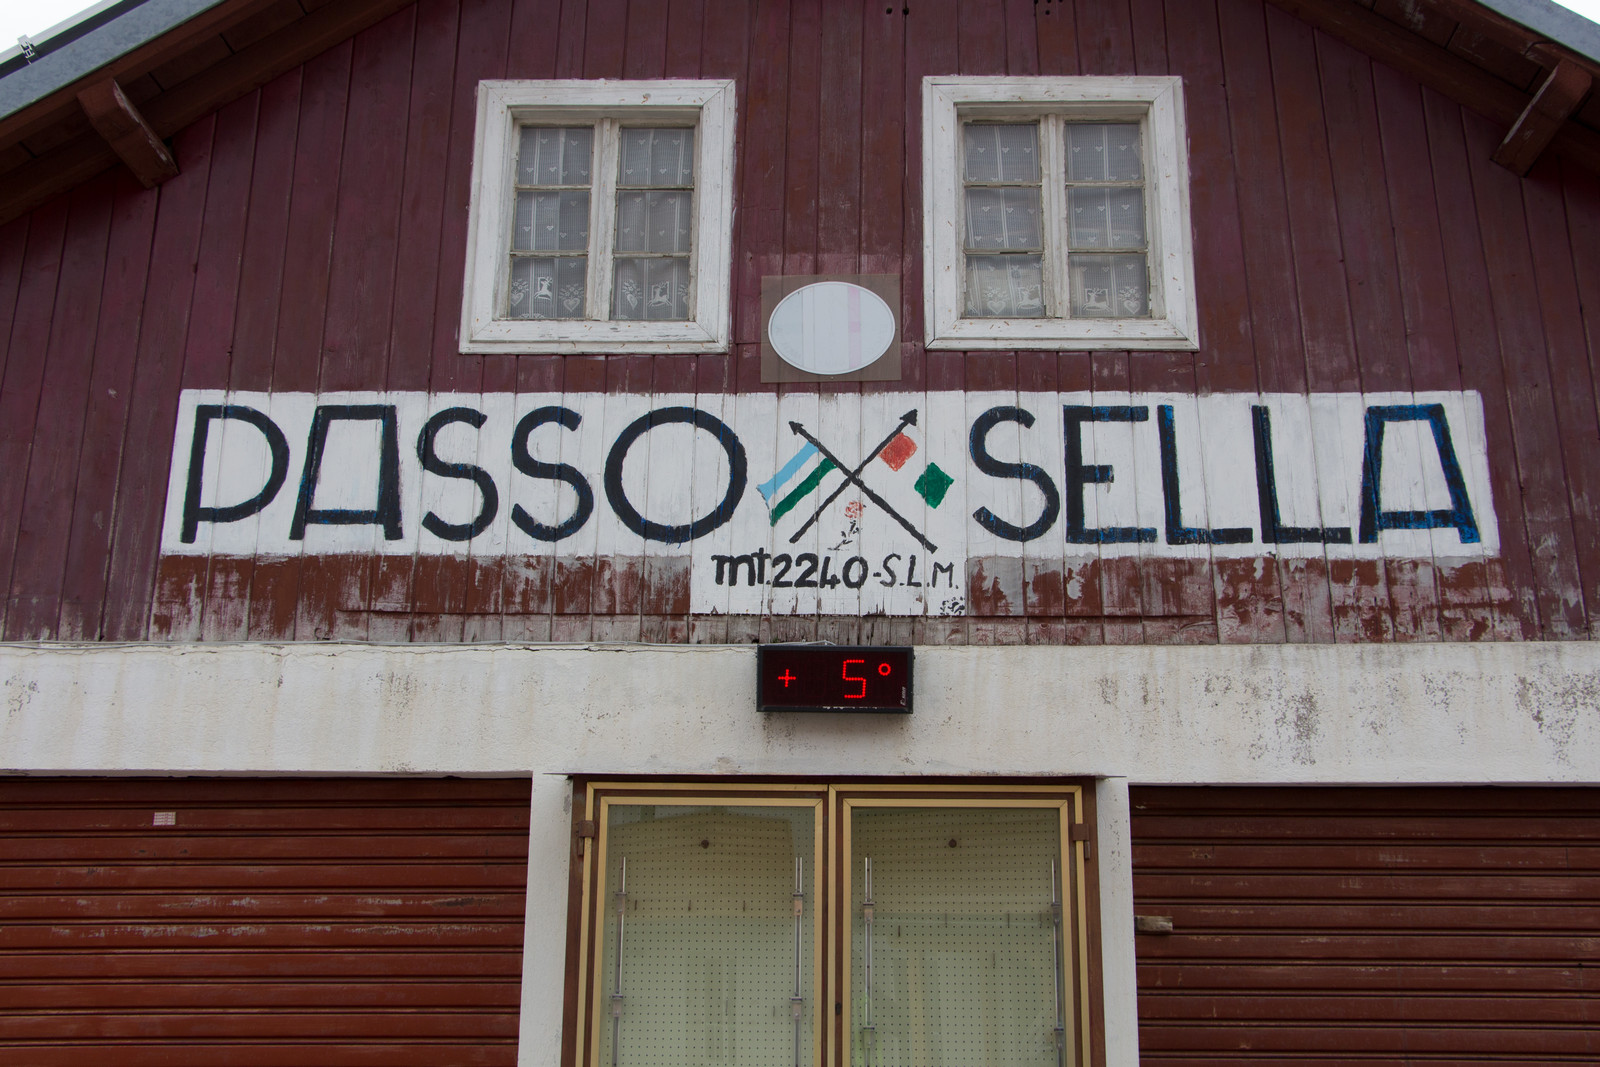 PASSO SELLA
mt.2240-S.L.M.
+ 5°